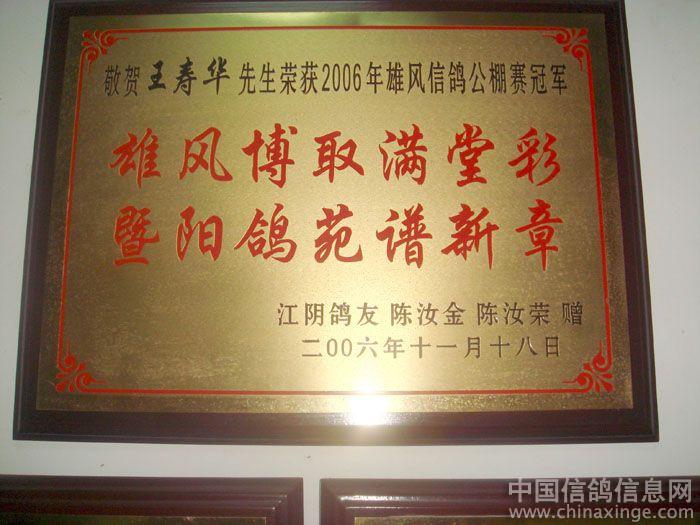 敬贺王寿华先生荣获2006年雄风信鸽公棚赛冠军
雄风博取满堂彩
暨阳鸽苑谱新章
江阴鸽友 陈汝金 陈汝荣 赠
二00六年十一月十八日
中国信鸽信息网
www.chinaxinge.com